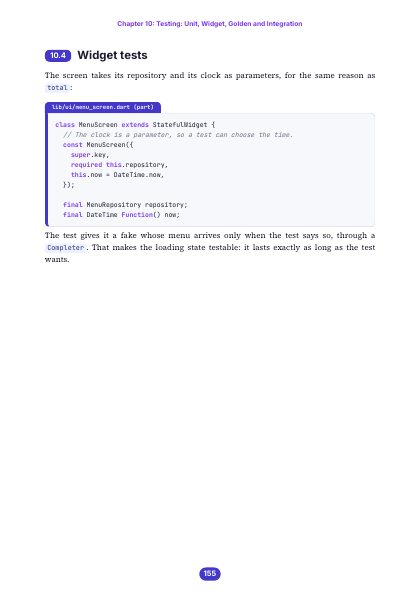 Chapter 10: Testing: Unit, Widget, Golden and Integration
10.4 Widget tests
The screen takes its repository and its clock as parameters, for the same reason as
total :
lib/ui/menu_screen.dart (part)
class MenuScreen extends StatefulWidget {
  // The clock is a parameter, so a test can choose the time.
  const MenuScreen({
    super.key,
    required this.repository,
    this.now = DateTime.now,
  });

  final MenuRepository repository;
  final DateTime Function() now;
The test gives it a fake whose menu arrives only when the test says so, through a
Completer . That makes the loading state testable: it lasts exactly as long as the test
wants.
155